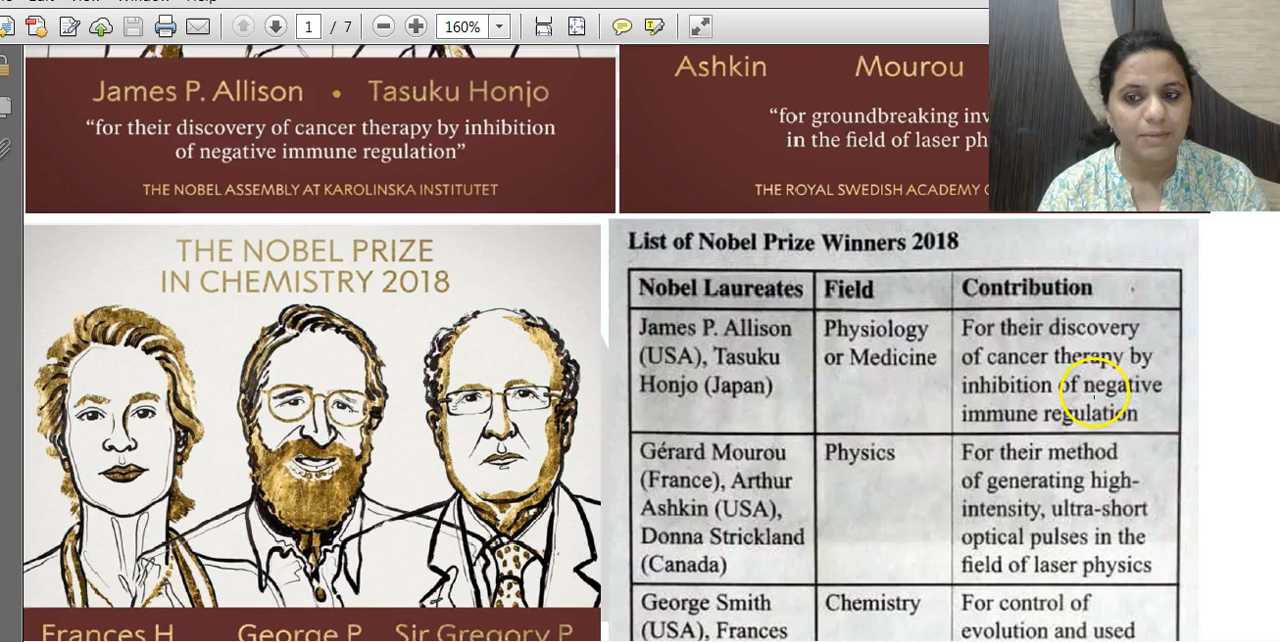 1 / 7
160%
James P. Allison • Tasuku Honjo
“for their discovery of cancer therapy by inhibition
of negative immune regulation”
THE NOBEL ASSEMBLY AT KAROLINSKA INSTITUTET
Ashkin Mourou
“for groundbreaking inv
in the field of laser ph
THE ROYAL SWEDISH ACADEMY
THE NOBEL PRIZE
IN CHEMISTRY 2018
Frances H. George P. Sir Gregory P.
List of Nobel Prize Winners 2018
Nobel Laureates Field Contribution
James P. Allison
(USA), Tasuku
Honjo (Japan)
Physiology
or Medicine
For their discovery
of cancer therapy by
inhibition of negative
immune regulation
Gérard Mourou
(France), Arthur
Ashkin (USA),
Donna Strickland
(Canada)
Physics
For their method
of generating high-
intensity, ultra-short
optical pulses in the
field of laser physics
George Smith
(USA), Frances
Chemistry
For control of
evolution and used